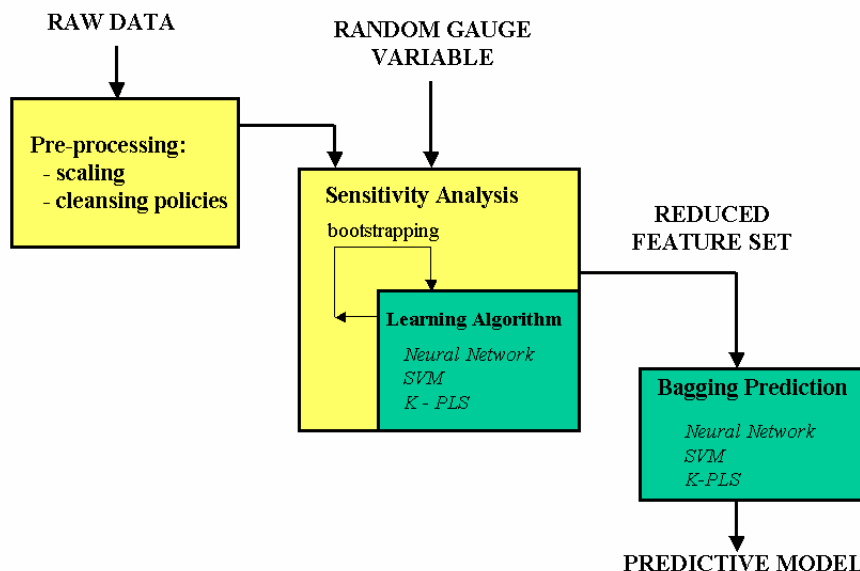 RAW DATA
RANDOM GAUGE
VARIABLE
Pre-processing:
- scaling
- cleansing policies
Sensitivity Analysis
bootstrapping
Learning Algorithm
Neural Network
SVM
K - PLS
REDUCED
FEATURE SET
Bagging Prediction
Neural Network
SVM
K-PLS
PREDICTIVE MODEL